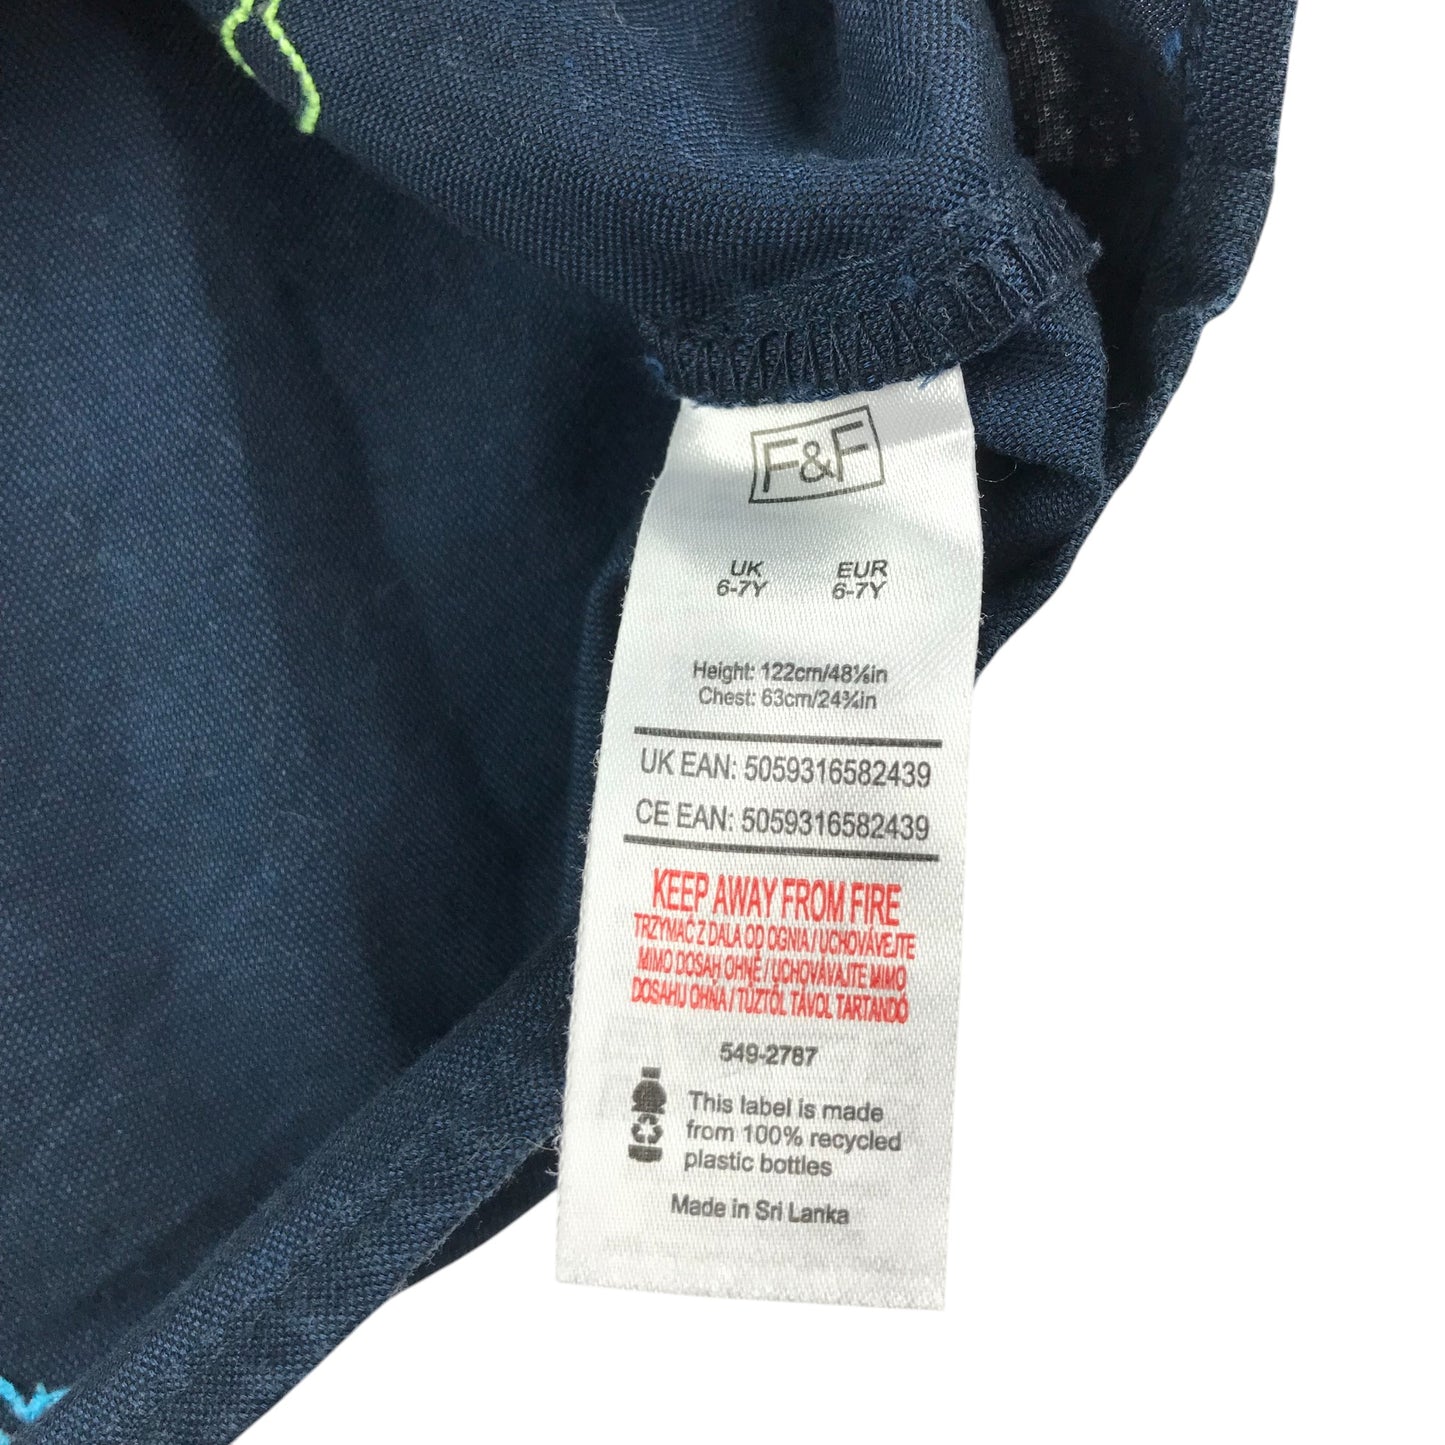 F&F
UK EUR
6-7Y 6-7Y
Height: 122cm/48⅛in
Chest: 63cm/24¾in
UK EAN: 5059316582439
CE EAN: 5059316582439
KEEP AWAY FROM FIRE
TRZYMAĆ Z DALA OD OGNIA / UCHOVÁVEJTE
MIMO DOSAH OHNĚ / UCHOVÁVAJTE MIMO
DOSAHU OHŇA / TŰZTŐL TÁVOL TARTANDÓ
549-2787
This label is made
from 100% recycled
plastic bottles
Made in Sri Lanka